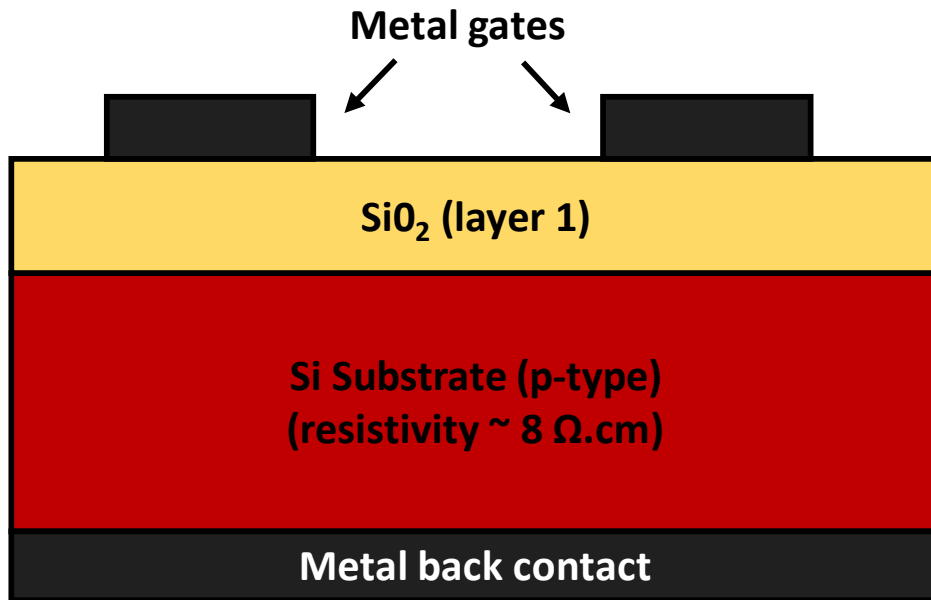 Metal gates
Si0₂ (layer 1)
Si Substrate (p-type)
(resistivity ~ 8 Ω.cm)
Metal back contact